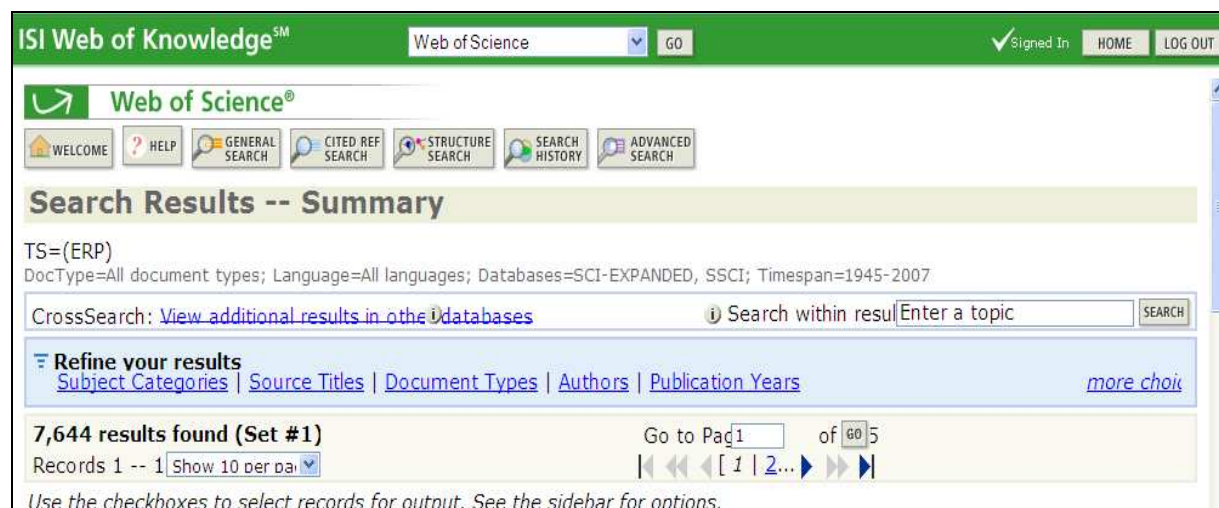 ISI Web of Knowledge℠ Web of Science GO Signed In HOME LOG OUT
Web of Science®
WELCOME ? HELP GENERAL SEARCH CITED REF SEARCH STRUCTURE SEARCH SEARCH HISTORY ADVANCED SEARCH
Search Results -- Summary
TS=(ERP)
DocType=All document types; Language=All languages; Databases=SCI-EXPANDED, SSCI; Timespan=1945-2007
CrossSearch: View additional results in othe databases Search within resul Enter a topic SEARCH
Refine your results
Subject Categories | Source Titles | Document Types | Authors | Publication Years more choic
7,644 results found (Set #1) Go to Pag 1 of GO 5
Records 1 -- 1 Show 10 per pa [ 1 | 2...
Use the checkboxes to select records for output. See the sidebar for options.